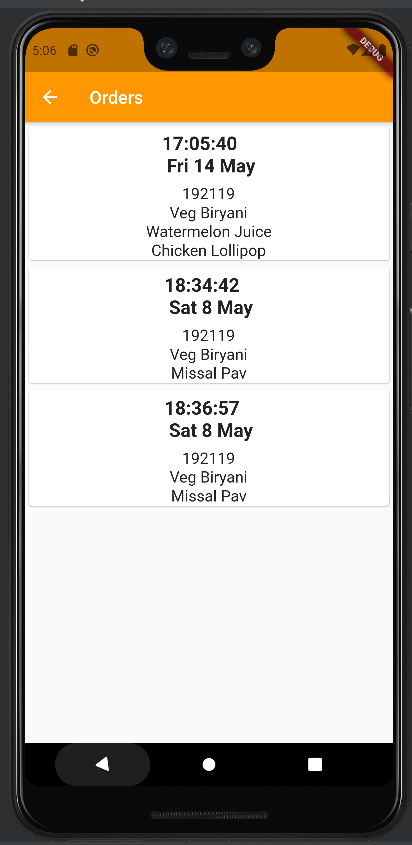 5:06
DEBUG
Orders
17:05:40
Fri 14 May
192119
Veg Biryani
Watermelon Juice
Chicken Lollipop
18:34:42
Sat 8 May
192119
Veg Biryani
Missal Pav
18:36:57
Sat 8 May
192119
Veg Biryani
Missal Pav